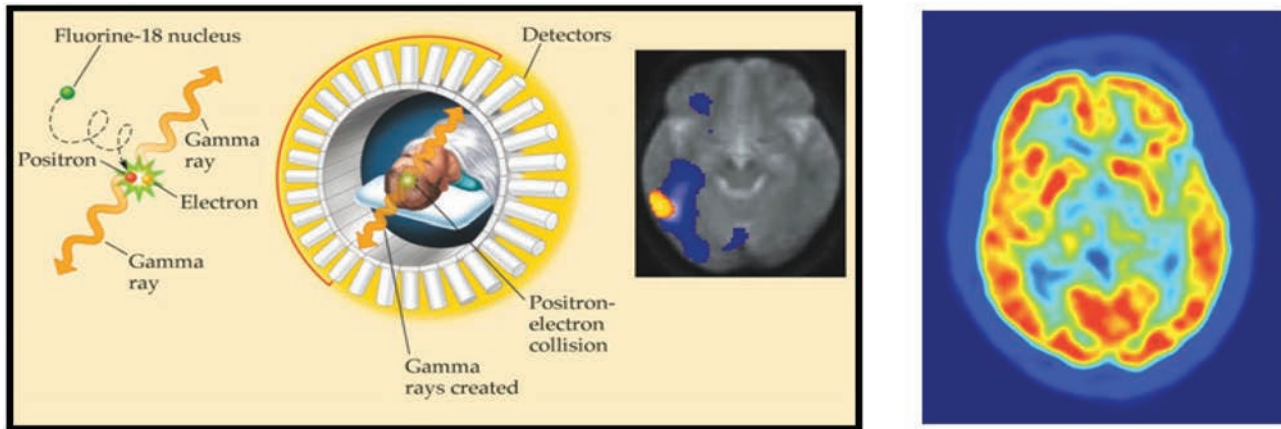 Fluorine-18 nucleus
Gamma
ray
Positron
Electron
Gamma
ray
Detectors
Positron-
electron
collision
Gamma
rays created